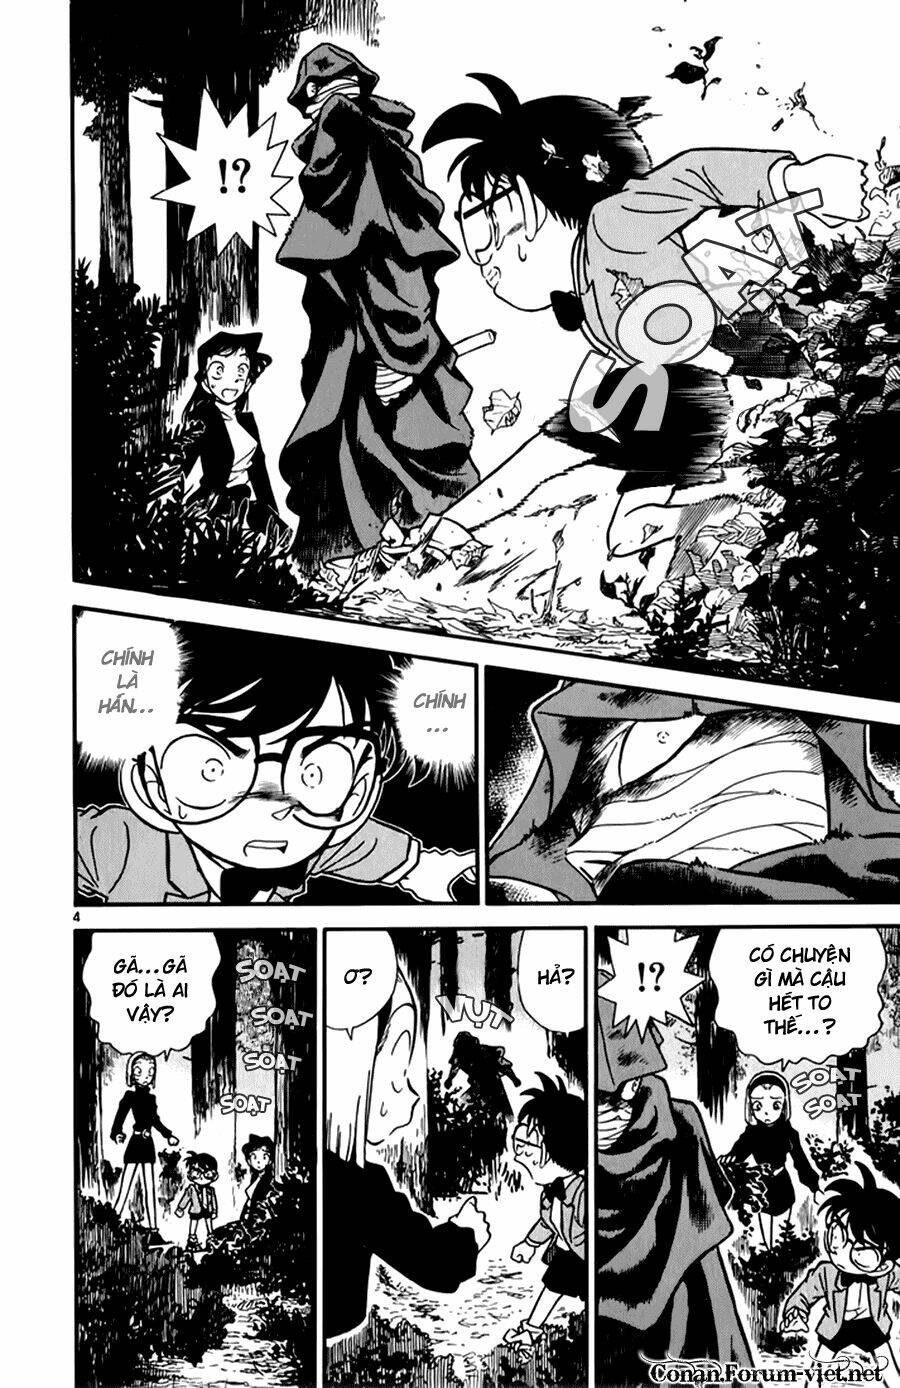 !?
SOẠT
CHÍNH
...
CHÍNH
LÀ
HẮN...
4
CÓ CHUYỆN
GÌ MÀ CẬU
HÉT TO
THẾ...?
!?
SOẠT
SOẠT
HẢ?
VỤT
Ơ?
GÃ...GÃ
ĐÓ LÀ AI
VẬY?
SOẠT
SOẠT
SOẠT
SOẠT
Conan.Forum-viet.net